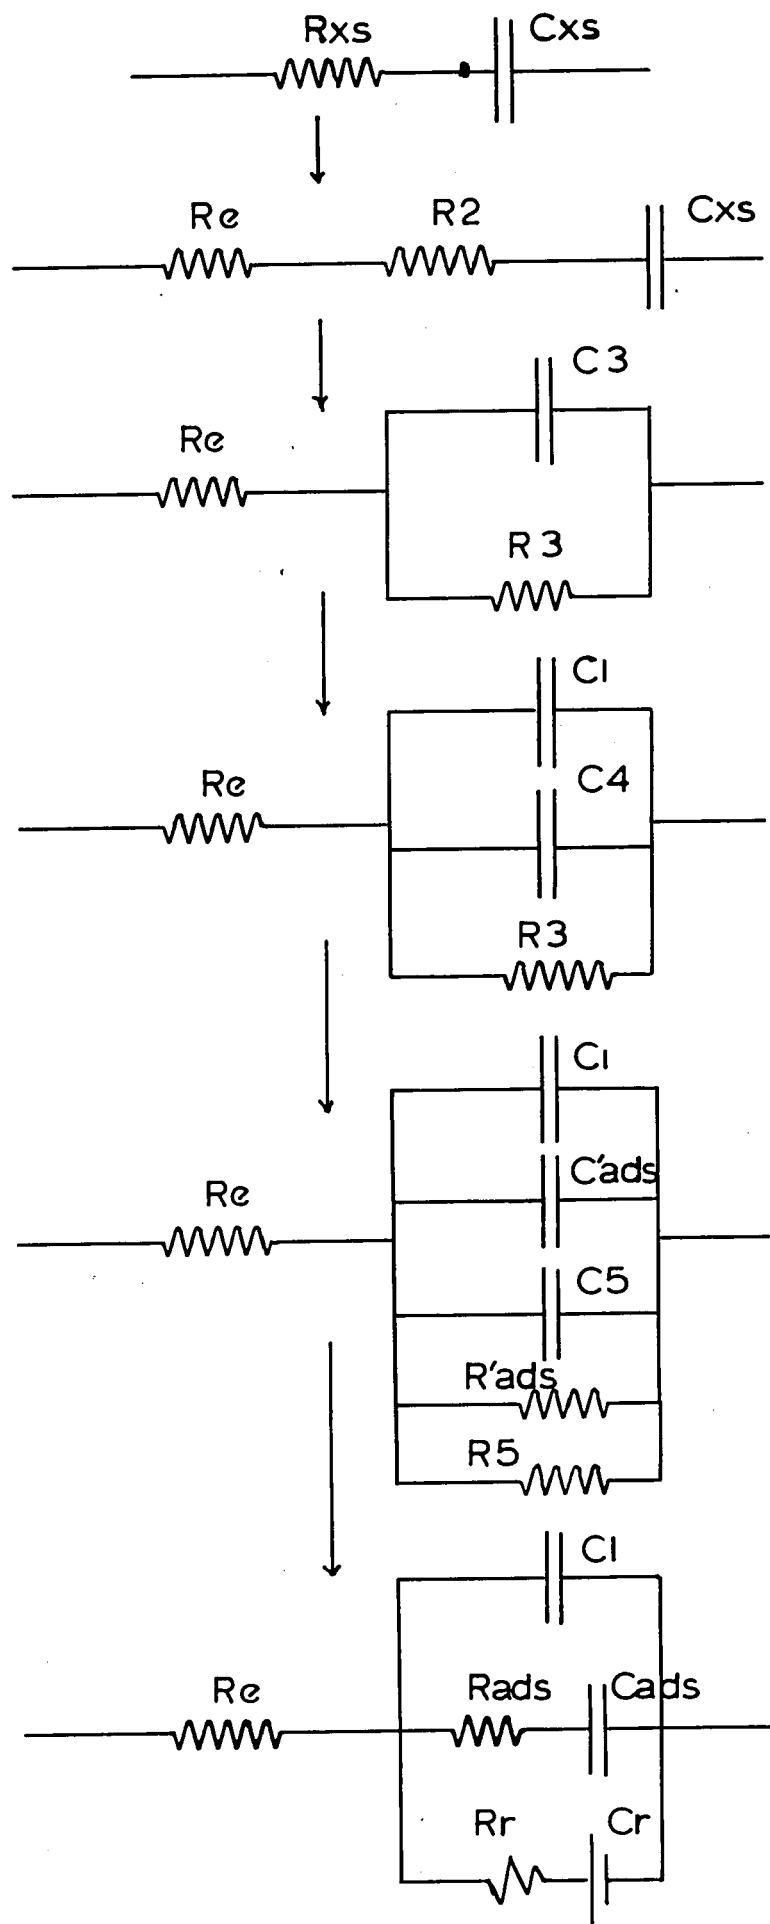 Rxs Cxs
Re R2 Cxs
C3
Re
R3
C1
C4
Re
R3
C1
C'ads
Re
C5
R'ads
R5
C1
Re Rads Cads
Rr Cr